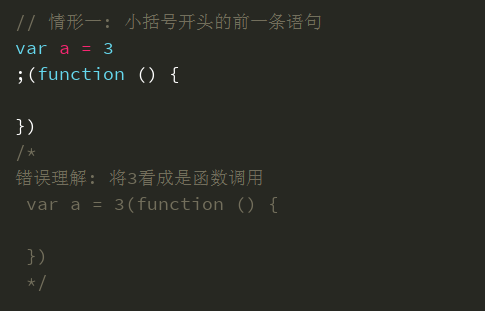 // 情形一: 小括号开头的前一条语句
var a = 3
;(function () {
})
/*
错误理解: 将3看成是函数调用
var a = 3(function () {
})
*/